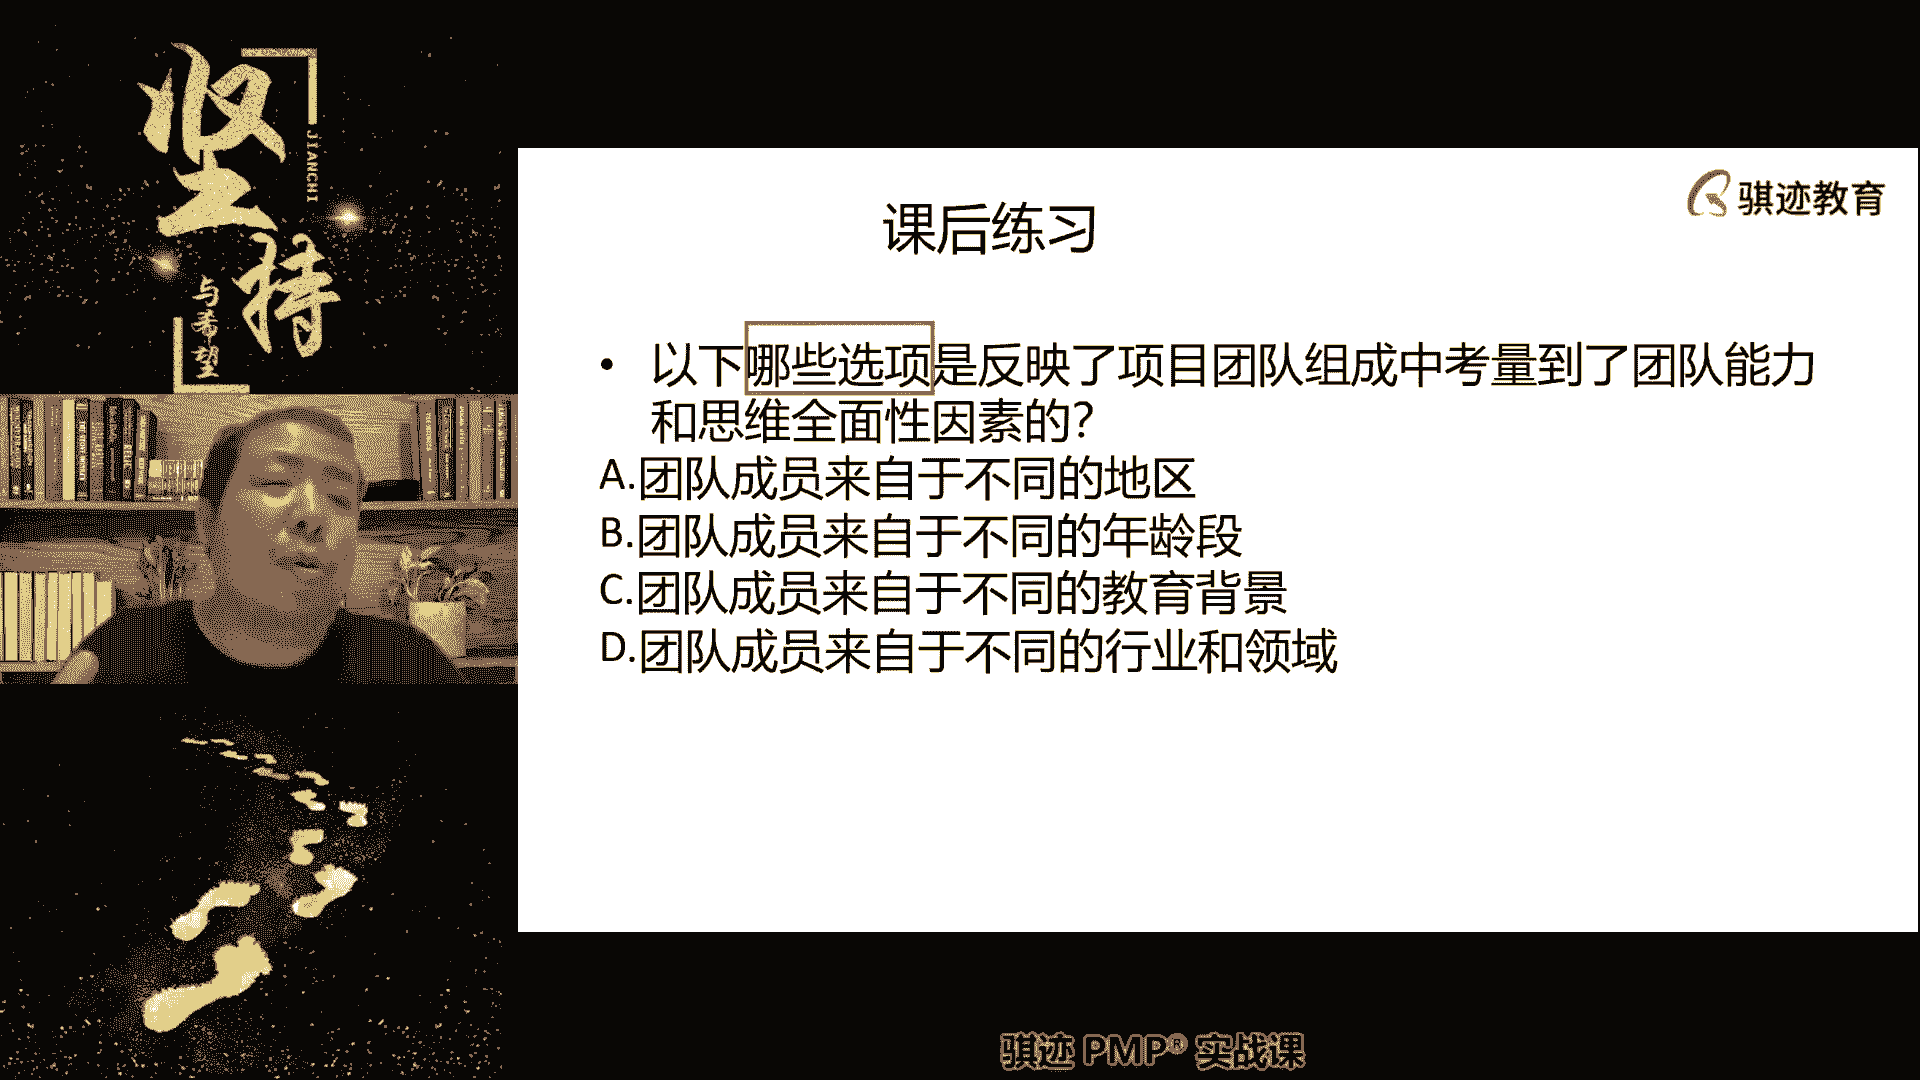 坚持
JIANCHI
与希望
骐迹教育
课后练习
• 以下哪些选项是反映了项目团队组成中考量到了团队能力
和思维全面性因素的?
A.团队成员来自于不同的地区
B.团队成员来自于不同的年龄段
C.团队成员来自于不同的教育背景
D.团队成员来自于不同的行业和领域
骐迹 PMP® 实战课